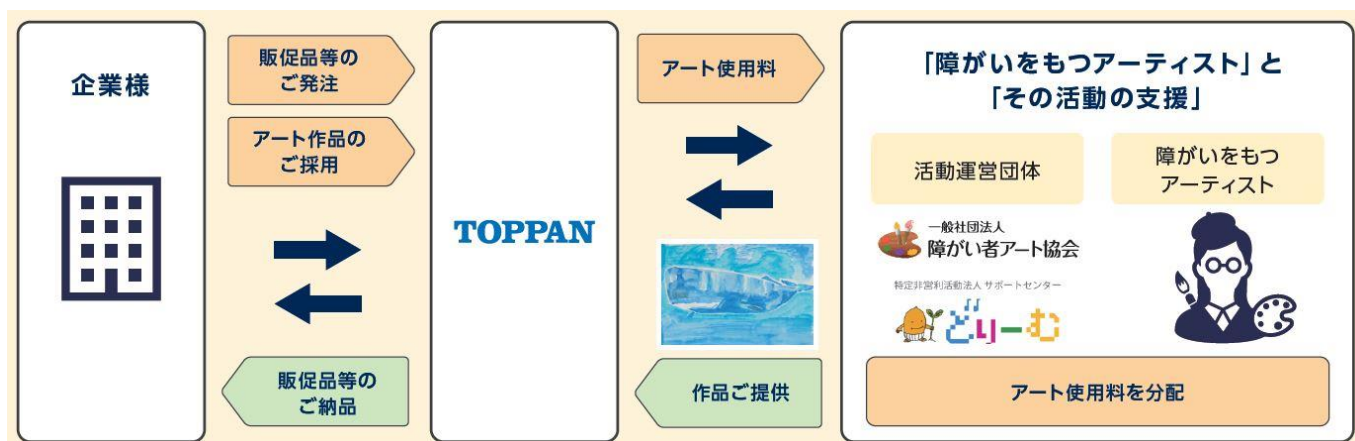 企業様
販促品等の
ご発注
アート作品の
ご採用
販促品等の
ご納品
TOPPAN
アート使用料
作品ご提供
「障がいをもつアーティスト」と
「その活動の支援」
活動運営団体
一般社団法人
障がい者アート協会
特定非営利活動法人 サポートセンター
どりーむ
障がいをもつ
アーティスト
アート使用料を分配